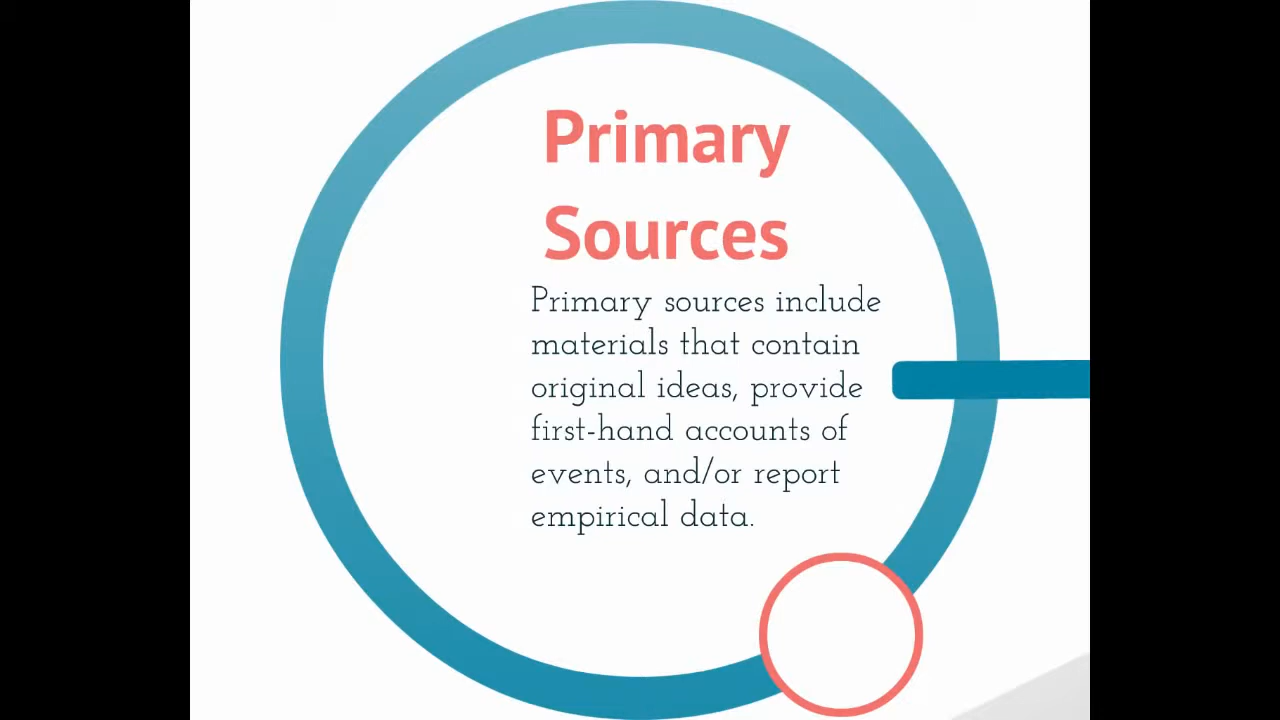 Primary
Sources
Primary sources include
materials that contain
original ideas, provide
first-hand accounts of
events, and/or report
empirical data.